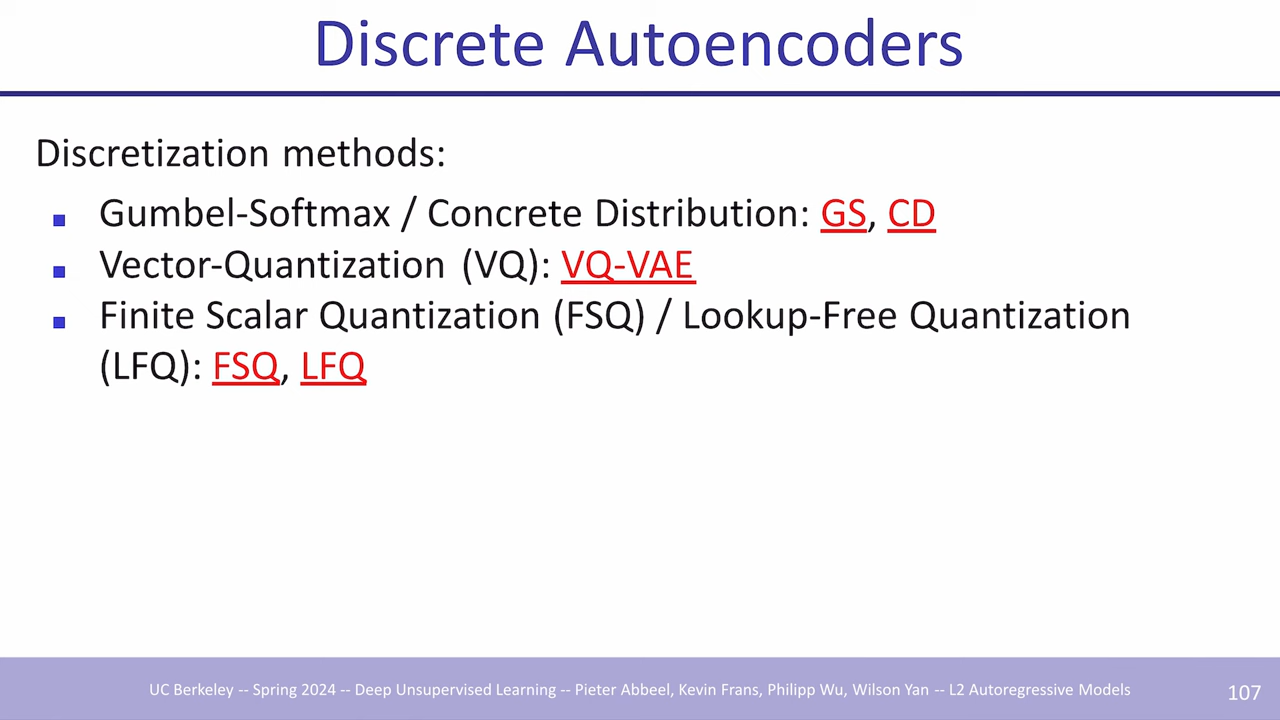 Discrete Autoencoders
Discretization methods:
Gumbel-Softmax / Concrete Distribution: GS, CD
Vector-Quantization (VQ): VQ-VAE
Finite Scalar Quantization (FSQ) / Lookup-Free Quantization
(LFQ): FSQ, LFQ
UC Berkeley -- Spring 2024 -- Deep Unsupervised Learning -- Pieter Abbeel, Kevin Frans, Philipp Wu, Wilson Yan -- L2 Autoregressive Models
107